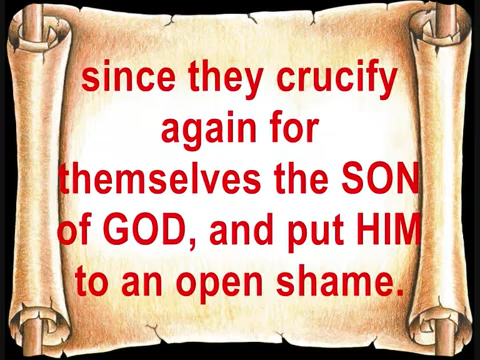 since they crucify
again for
themselves the SON
of GOD, and put HIM
to an open shame.